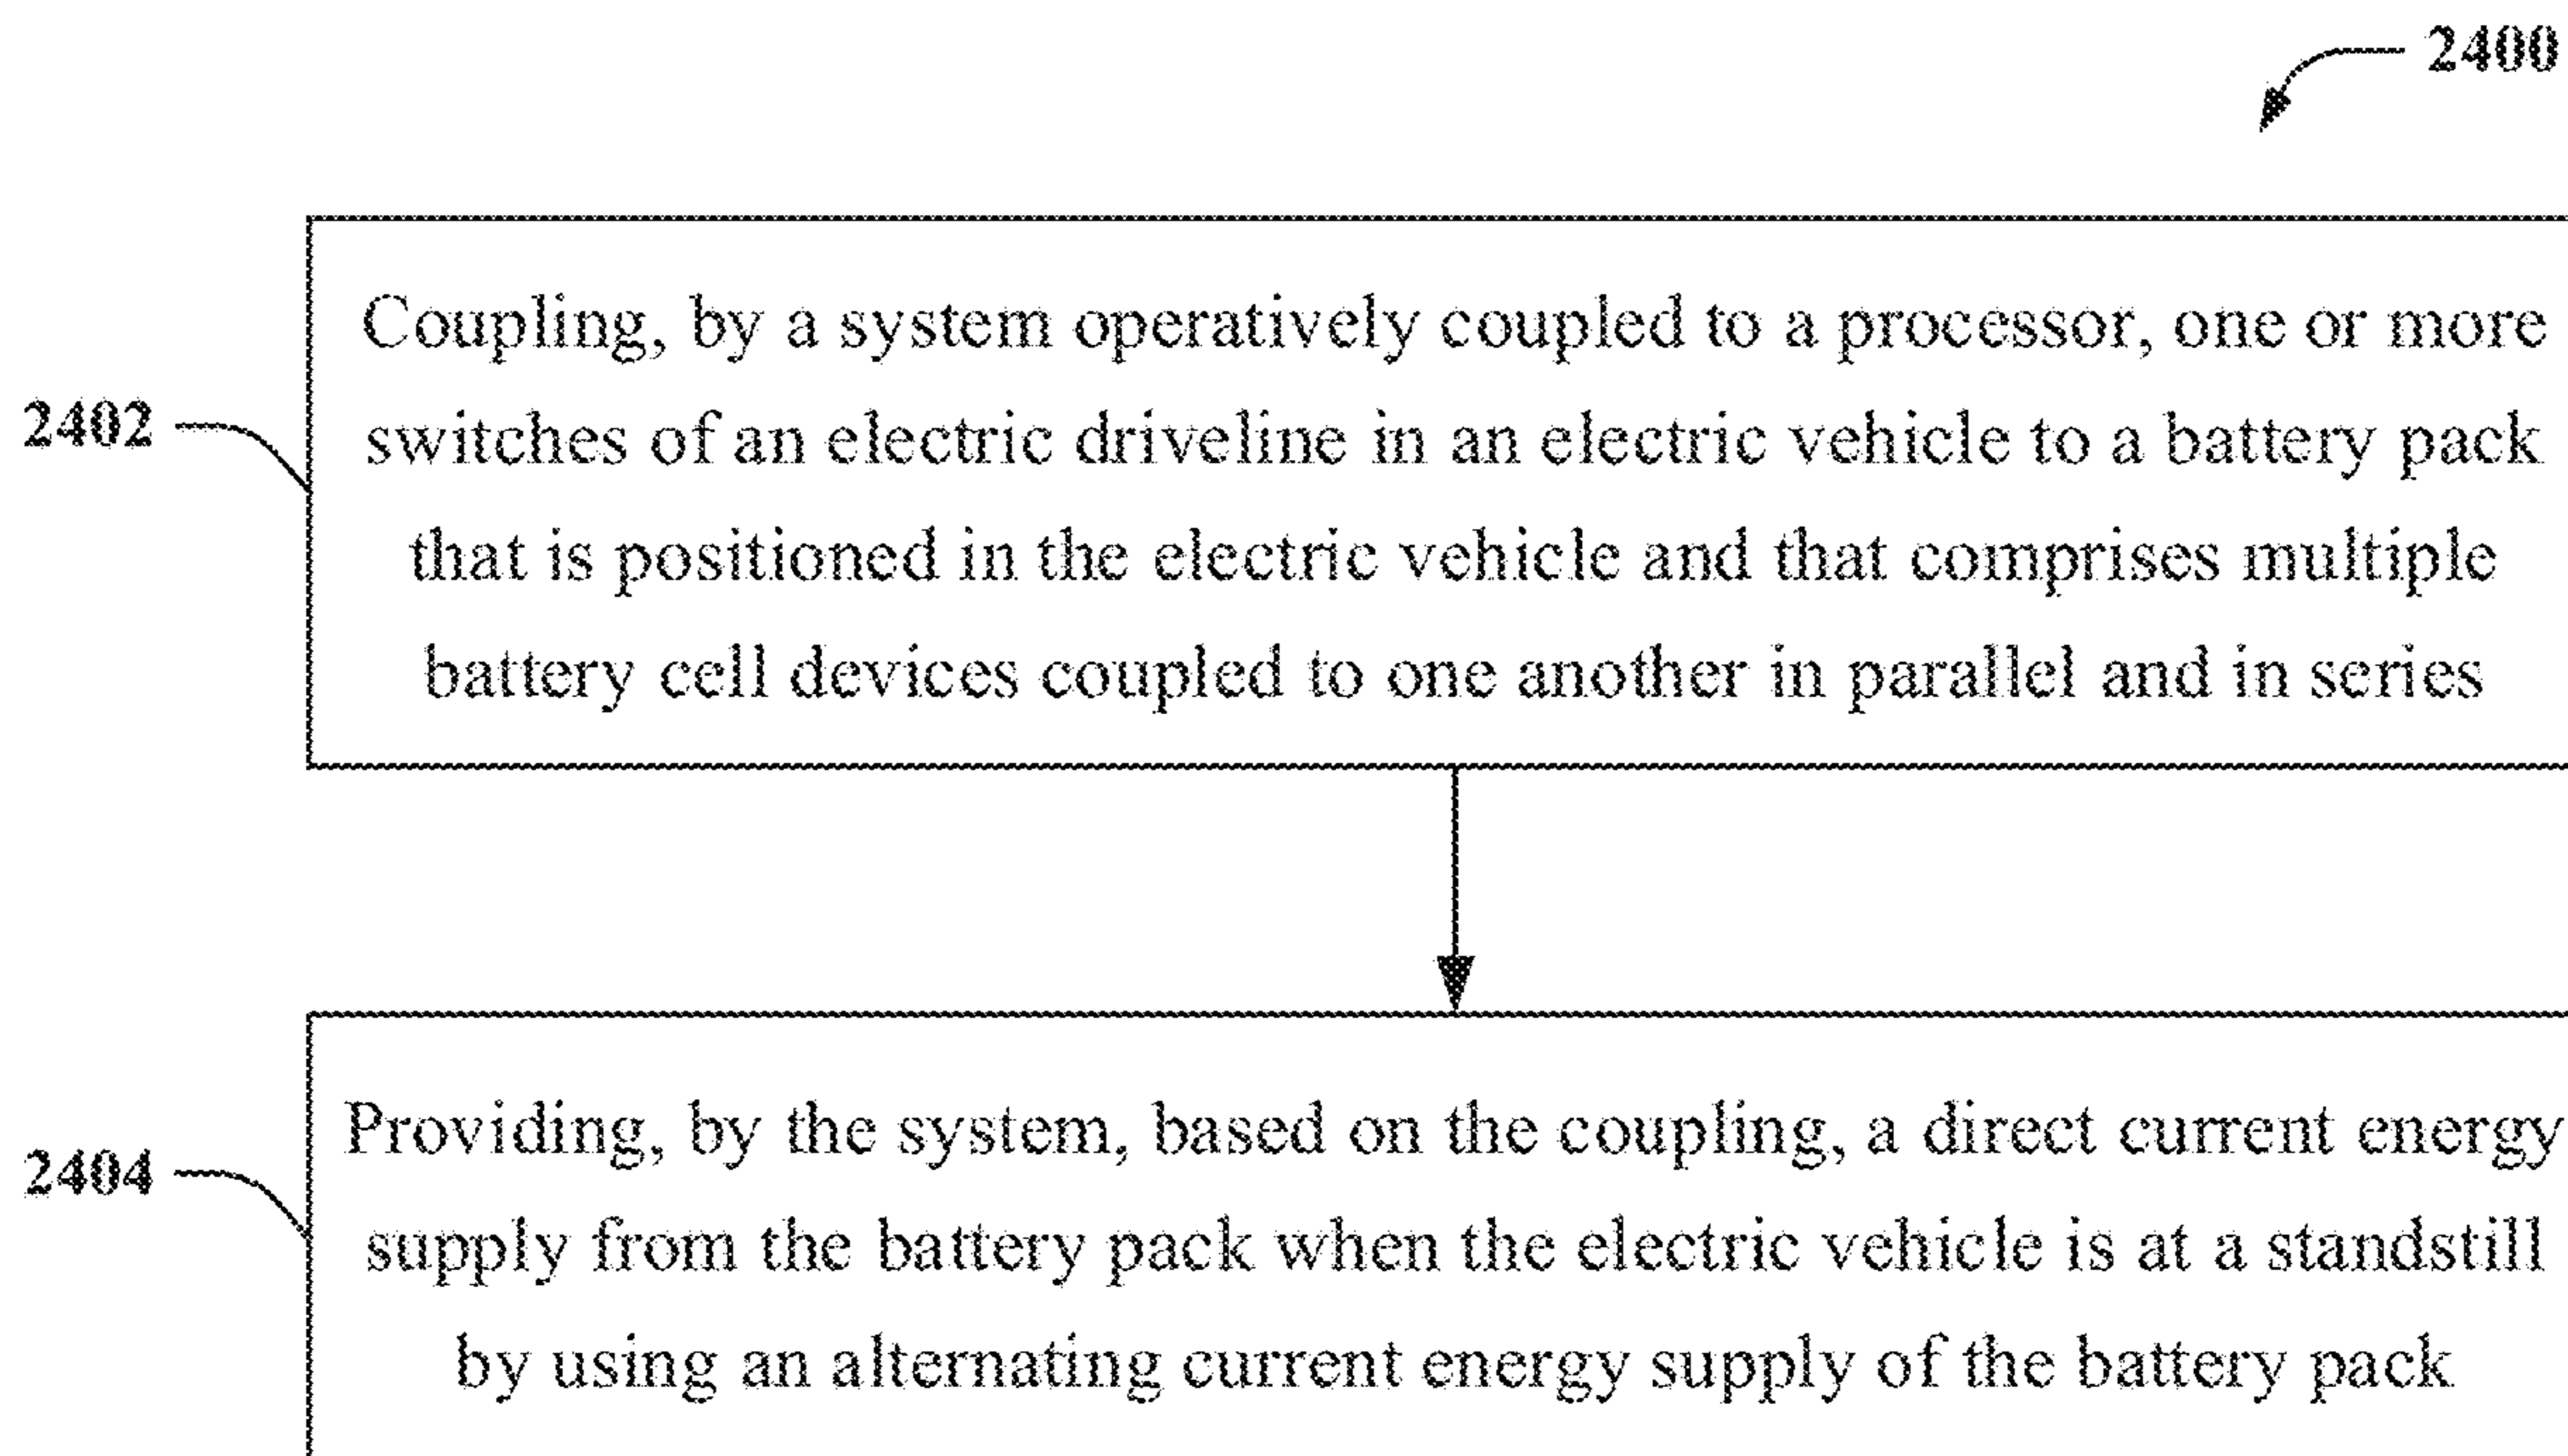 2400
Coupling, by a system operatively coupled to a processor, one or more
2402
switches of an electric driveline in an electric vehicle to a battery pack
that is positioned in the electric vehicle and that comprises multiple
battery cell devices coupled to one another in parallel and in series
Providing, by the system, based on the coupling, a direct current energy
2404
supply from the battery pack when the electric vehicle is at a standstill
by using an alternating current energy supply of the battery pack